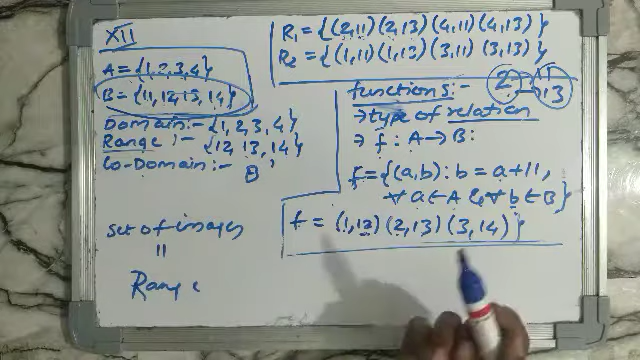 XII
A = {1,2,3,4}
B = {11,12,13,14}
Domain:- {1,2,3,4}
Range :- {12,13,14}
Co-Domain:- B
set of images
||
Range
R₁ = {(2,11)(2,13)(4,11)(4,13)}
R₂ = {(1,11)(1,13)(3,11)(3,13)}
functions:-
2 11
13
→ type of relation
⇒ f : A → B :
f = {(a,b) : b = a+11,
∀ a ∈ A & ∀ b ∈ B}
f = (1,12)(2,13)(3,14)}